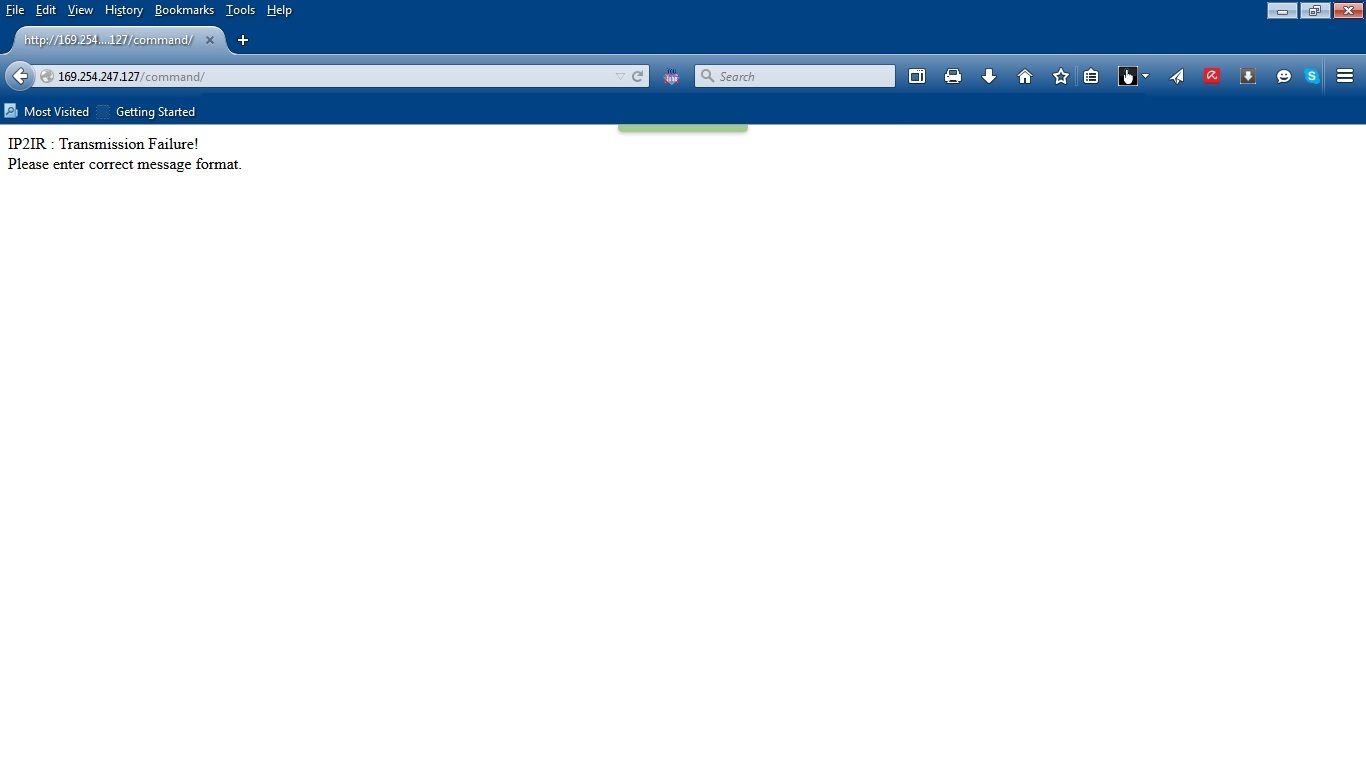 File Edit View History Bookmarks Tools Help
http://169.254....127/command/
169.254.247.127/command/
Search
Most Visited Getting Started
IP2IR : Transmission Failure!
Please enter correct message format.